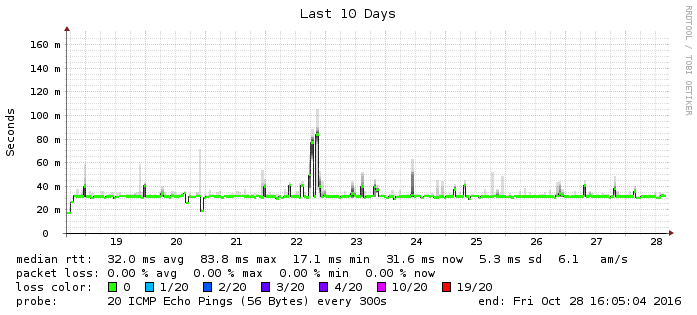 Last 10 Days
RRDTOOL / TOBI OETIKER
Seconds
160 m
140 m
120 m
100 m
80 m
60 m
40 m
20 m
0
19 20 21 22 23 24 25 26 27 28
median rtt: 32.0 ms avg 83.8 ms max 17.1 ms min 31.6 ms now 5.3 ms sd 6.1 am/s
packet loss: 0.00 % avg 0.00 % max 0.00 % min 0.00 % now
loss color: 0 1/20 2/20 3/20 4/20 10/20 19/20
probe: 20 ICMP Echo Pings (56 Bytes) every 300s end: Fri Oct 28 16:05:04 2016